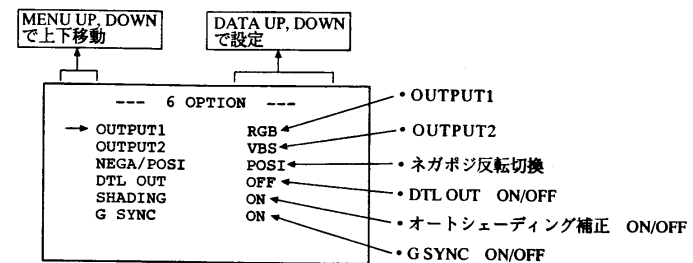 MENU UP, DOWN
で上下移動
DATA UP, DOWN
で設定
--- 6 OPTION ---
OUTPUT1 RGB
OUTPUT2 VBS
NEGA/POSI POSI
DTL OUT OFF
SHADING ON
G SYNC ON
・OUTPUT1
・OUTPUT2
・ネガポジ反転切換
・DTL OUT ON/OFF
・オートシェーディング補正 ON/OFF
・G SYNC ON/OFF